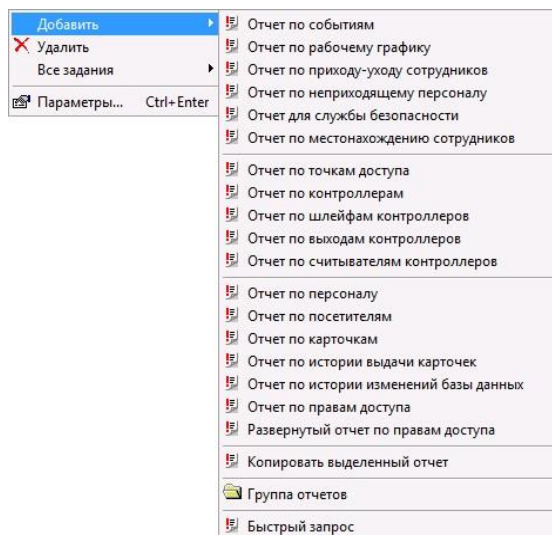 Добавить
Удалить
Все задания
Параметры... Ctrl+Enter
Отчет по событиям
Отчет по рабочему графику
Отчет по приходу-уходу сотрудников
Отчет по неприходящему персоналу
Отчет для службы безопасности
Отчет по местонахождению сотрудников
Отчет по точкам доступа
Отчет по контроллерам
Отчет по шлейфам контроллеров
Отчет по выходам контроллеров
Отчет по считывателям контроллеров
Отчет по персоналу
Отчет по посетителям
Отчет по карточкам
Отчет по истории выдачи карточек
Отчет по истории изменений базы данных
Отчет по правам доступа
Развернутый отчет по правам доступа
Копировать выделенный отчет
Группа отчетов
Быстрый запрос